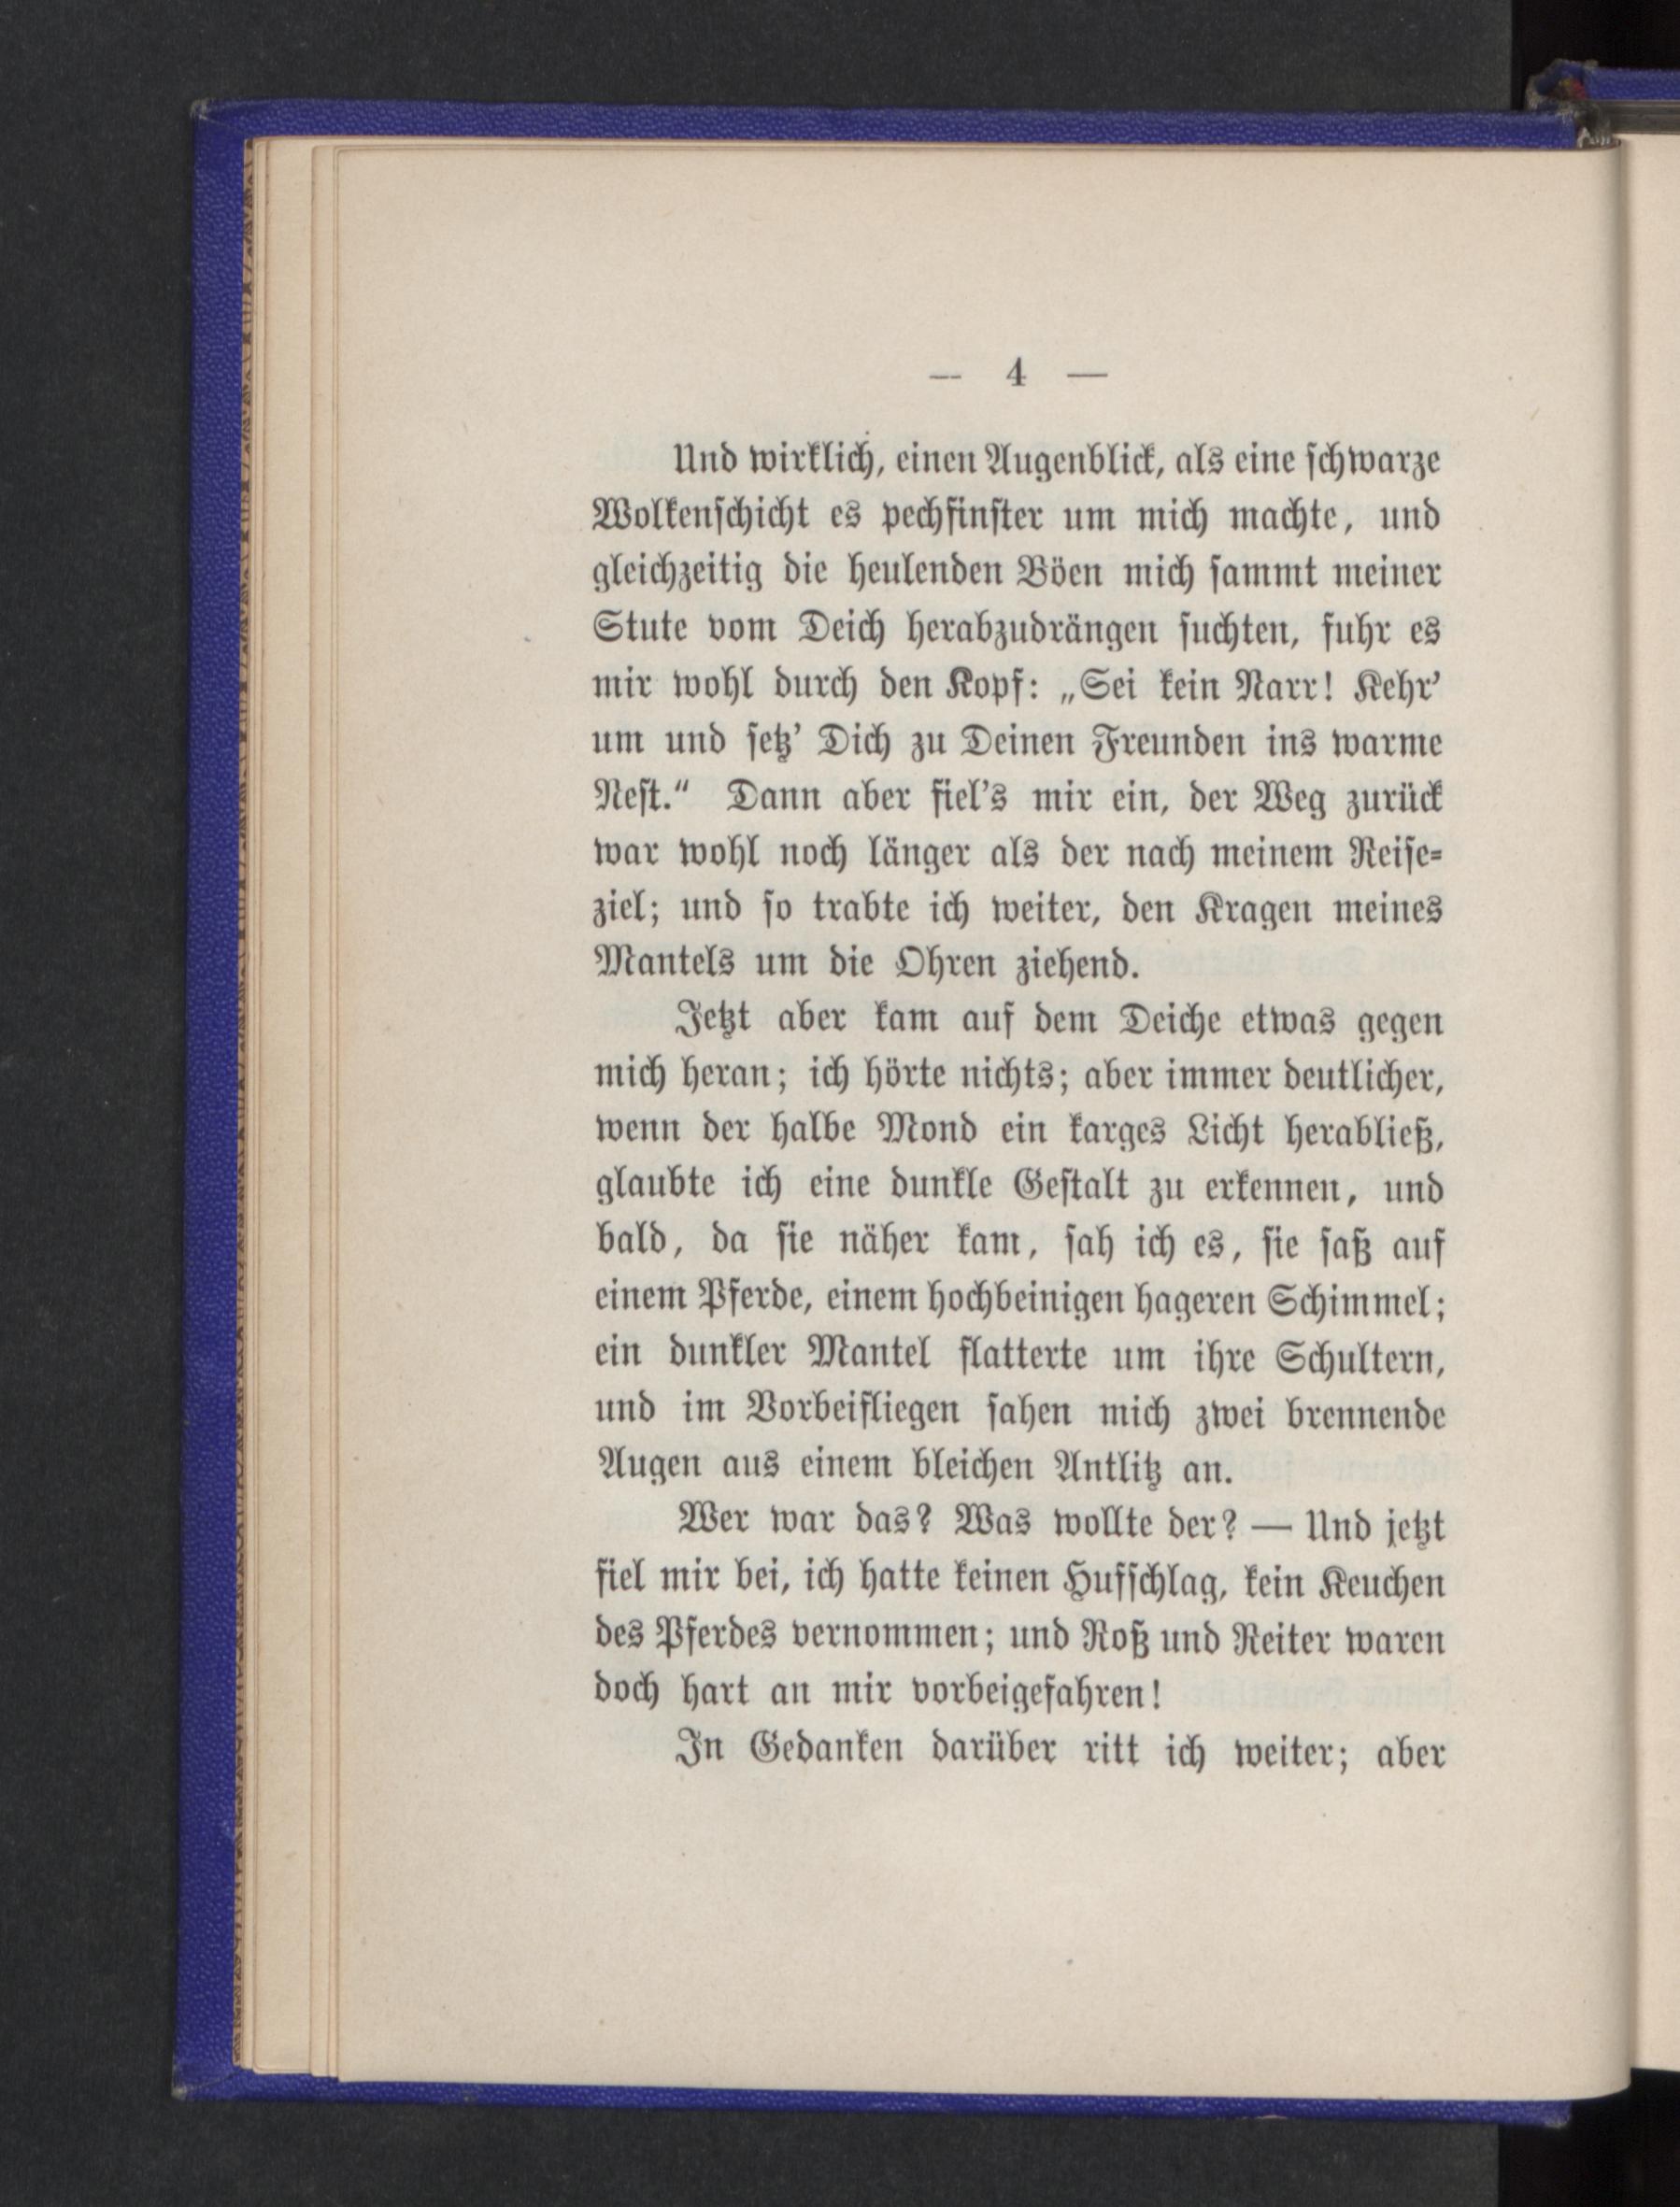 — 4 —
Und wirklich, einen Augenblick, als eine schwarze
Wolkenschicht es pechfinster um mich machte, und
gleichzeitig die heulenden Böen mich sammt meiner
Stute vom Deich herabzudrängen suchten, fuhr es
mir wohl durch den Kopf: „Sei kein Narr! Kehr’
um und setz’ Dich zu Deinen Freunden ins warme
Nest.“ Dann aber fiel’s mir ein, der Weg zurück
war wohl noch länger als der nach meinem Reise=
ziel; und so trabte ich weiter, den Kragen meines
Mantels um die Ohren ziehend.
Jetzt aber kam auf dem Deiche etwas gegen
mich heran; ich hörte nichts; aber immer deutlicher,
wenn der halbe Mond ein karges Licht herabließ,
glaubte ich eine dunkle Gestalt zu erkennen, und
bald, da sie näher kam, sah ich es, sie saß auf
einem Pferde, einem hochbeinigen hageren Schimmel;
ein dunkler Mantel flatterte um ihre Schultern,
und im Vorbeifliegen sahen mich zwei brennende
Augen aus einem bleichen Antlitz an.
Wer war das? Was wollte der? — Und jetzt
fiel mir bei, ich hatte keinen Hufschlag, kein Keuchen
des Pferdes vernommen; und Roß und Reiter waren
doch hart an mir vorbeigefahren!
In Gedanken darüber ritt ich weiter; aber